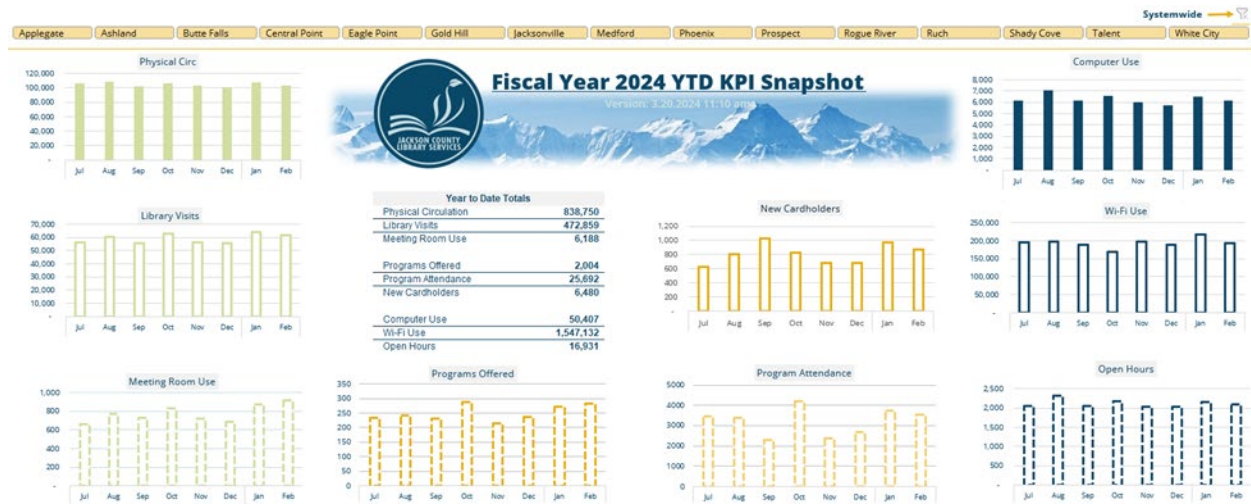 Systemwide
Applegate Ashland Butte Falls Central Point Eagle Point Gold Hill Jacksonville Medford Phoenix Prospect Rogue River Ruch Shady Cove Talent White City
Physical Circ
120,000
100,000
80,000
60,000
40,000
20,000
-
Jul Aug Sep Oct Nov Dec Jan Feb
JACKSON COUNTY
LIBRARY SERVICES
Fiscal Year 2024 YTD KPI Snapshot
Version: 3.20.2024 11:10 am
Computer Use
8,000
7,000
6,000
5,000
4,000
3,000
2,000
1,000
-
Jul Aug Sep Oct Nov Dec Jan Feb
Library Visits
70,000
60,000
50,000
40,000
30,000
20,000
10,000
-
Jul Aug Sep Oct Nov Dec Jan Feb
Year to Date Totals
Physical Circulation 838,750
Library Visits 472,859
Meeting Room Use 6,188
Programs Offered 2,004
Program Attendance 25,692
New Cardholders 6,480
Computer Use 50,407
Wi-Fi Use 1,547,132
Open Hours 16,931
New Cardholders
1,200
1,000
800
600
400
200
-
Jul Aug Sep Oct Nov Dec Jan Feb
Wi-Fi Use
250,000
200,000
150,000
100,000
50,000
-
Jul Aug Sep Oct Nov Dec Jan Feb
Meeting Room Use
1,000
800
600
400
200
-
Jul Aug Sep Oct Nov Dec Jan Feb
Programs Offered
350
300
250
200
150
100
50
0
Jul Aug Sep Oct Nov Dec Jan Feb
Program Attendance
5000
4000
3000
2000
1000
0
Jul Aug Sep Oct Nov Dec Jan Feb
Open Hours
2,500
2,000
1,500
1,000
500
-
Jul Aug Sep Oct Nov Dec Jan Feb